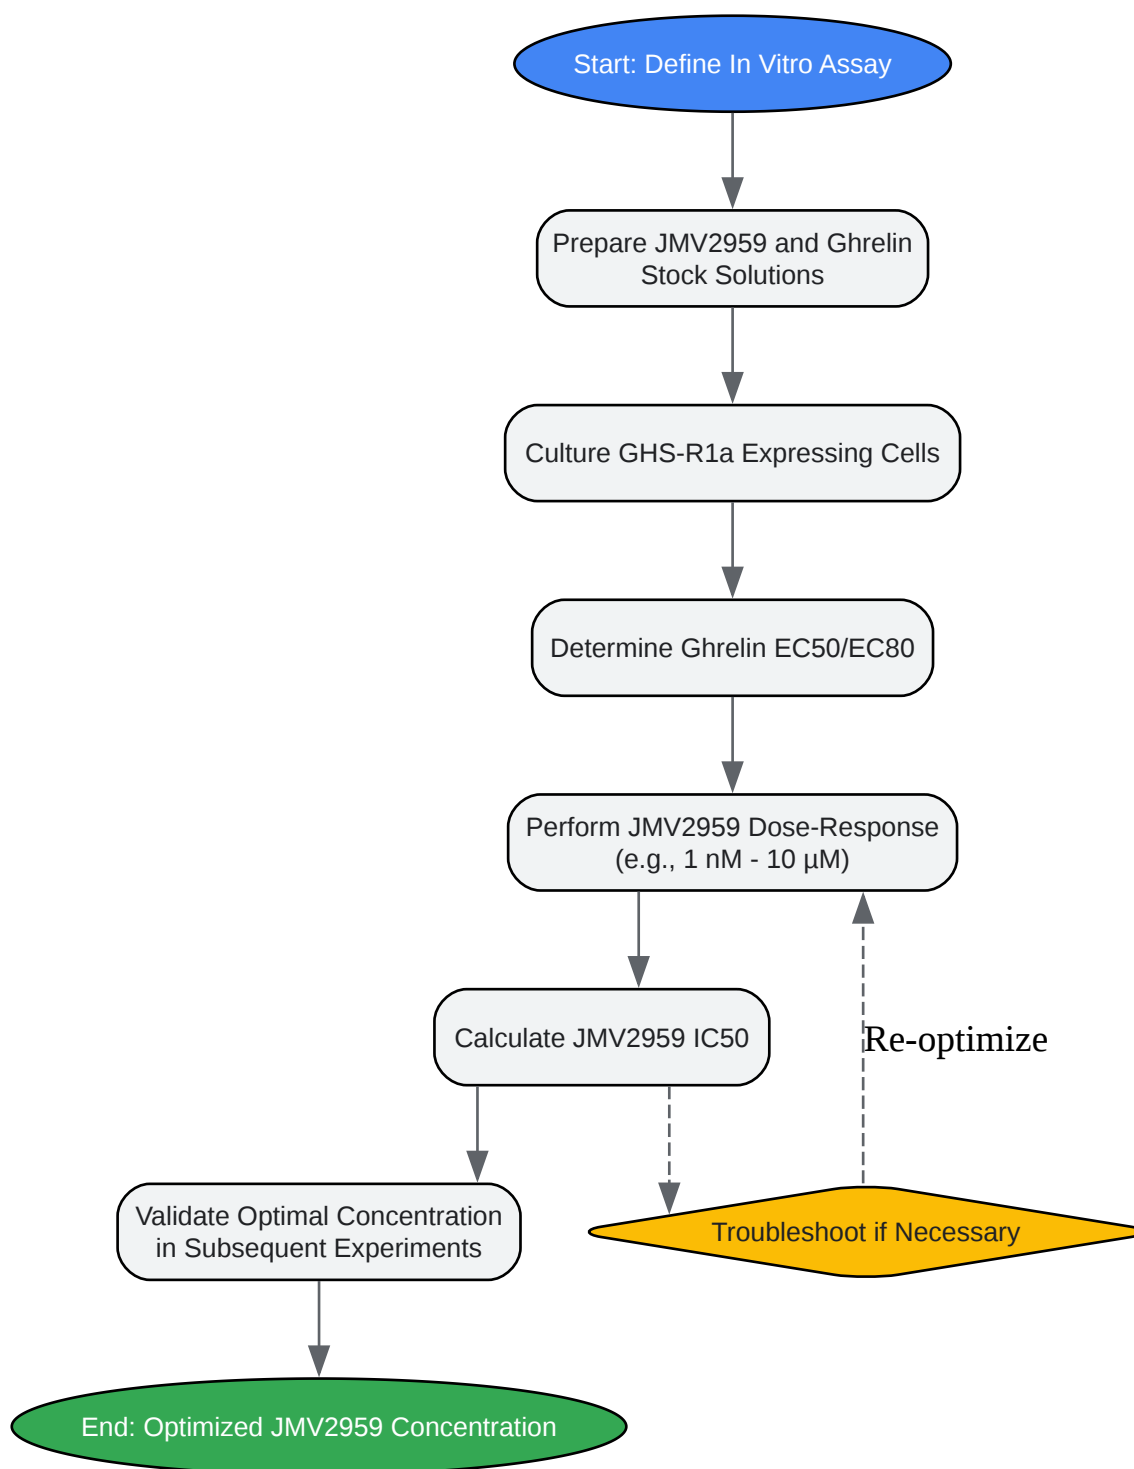 Start: Define In Vitro Assay
Prepare JMV2959 and Ghrelin
Stock Solutions
Culture GHS-R1a Expressing Cells
Determine Ghrelin EC50/EC80
Perform JMV2959 Dose-Response
(e.g., 1 nM - 10 µM)
Calculate JMV2959 IC50
Re-optimize
Validate Optimal Concentration
in Subsequent Experiments
Troubleshoot if Necessary
End: Optimized JMV2959 Concentration